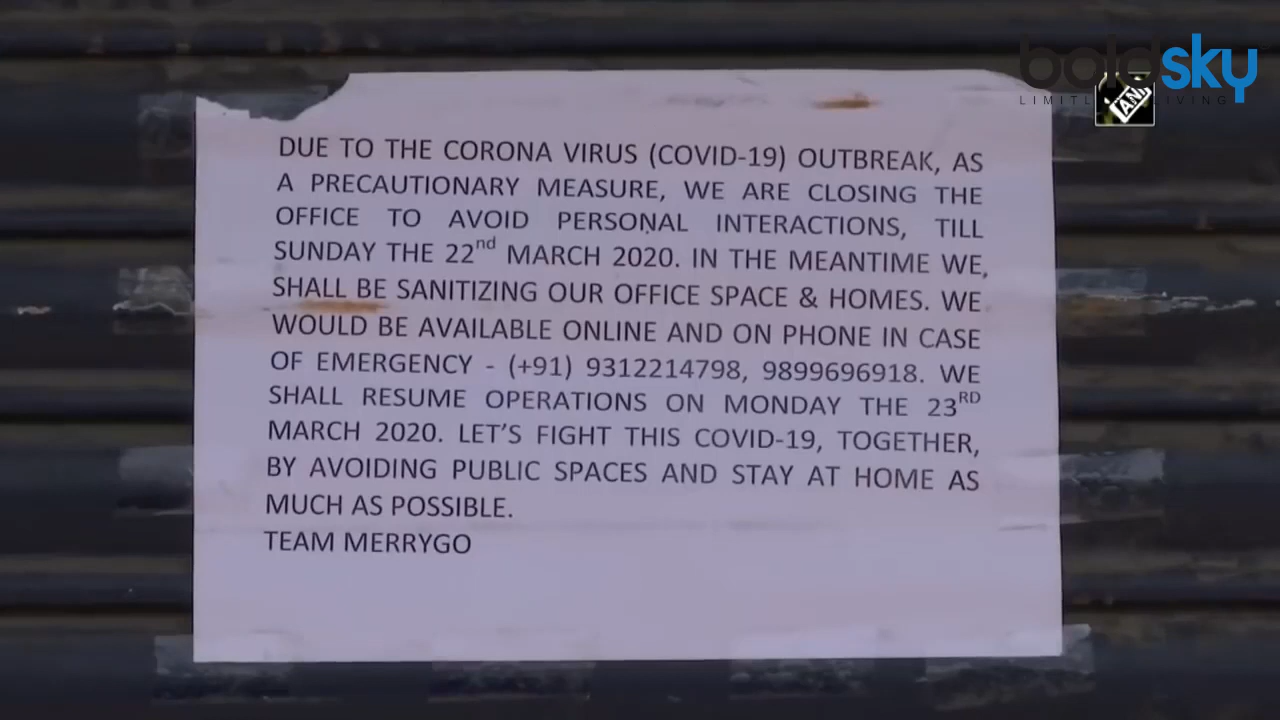 boldsky
LIMITL LIVING
ANI
DUE TO THE CORONA VIRUS (COVID-19) OUTBREAK, AS
A PRECAUTIONARY MEASURE, WE ARE CLOSING THE
OFFICE TO AVOID PERSONAL INTERACTIONS, TILL
SUNDAY THE 22nd MARCH 2020. IN THE MEANTIME WE,
SHALL BE SANITIZING OUR OFFICE SPACE & HOMES. WE
WOULD BE AVAILABLE ONLINE AND ON PHONE IN CASE
OF EMERGENCY - (+91) 9312214798, 9899696918. WE
SHALL RESUME OPERATIONS ON MONDAY THE 23RD
MARCH 2020. LET'S FIGHT THIS COVID-19, TOGETHER,
BY AVOIDING PUBLIC SPACES AND STAY AT HOME AS
MUCH AS POSSIBLE.
TEAM MERRYGO